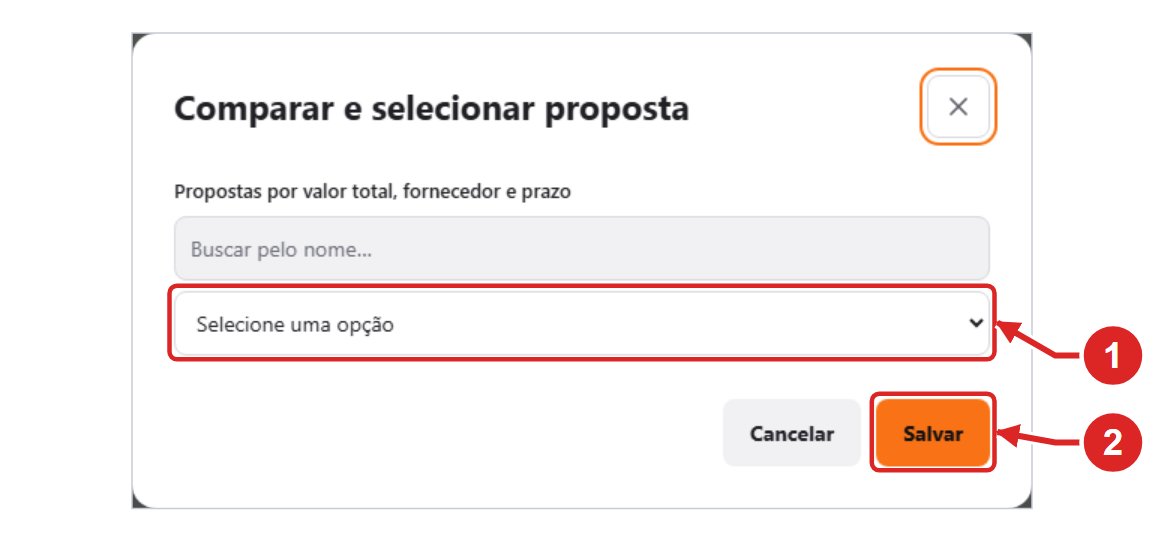 Comparar e selecionar proposta
Propostas por valor total, fornecedor e prazo
Buscar pelo nome...
Selecione uma opção
1
Cancelar
Salvar
2